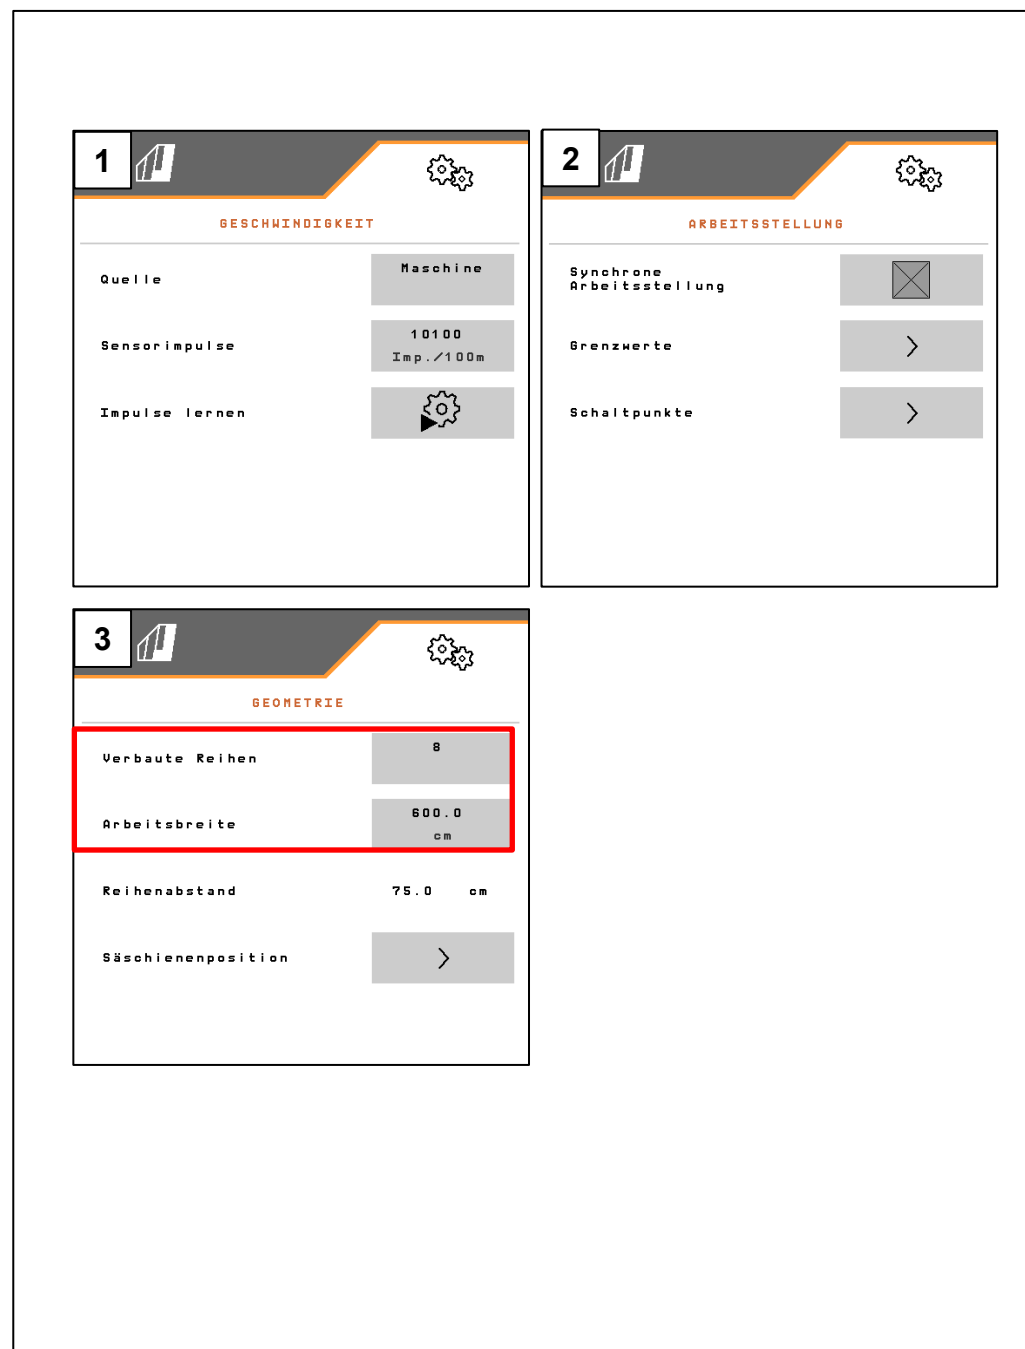 1
GESCHWINDIGKEIT
Quelle
Maschine
Sensorimpulse
10100
Imp./100m
Impulse lernen
2
ARBEITSSTELLUNG
Synchrone
Arbeitsstellung
Grenzwerte
Schaltpunkte
3
GEOMETRIE
Verbaute Reihen
8
Arbeitsbreite
600.0
cm
Reihenabstand
75.0 cm
Säschienenposition